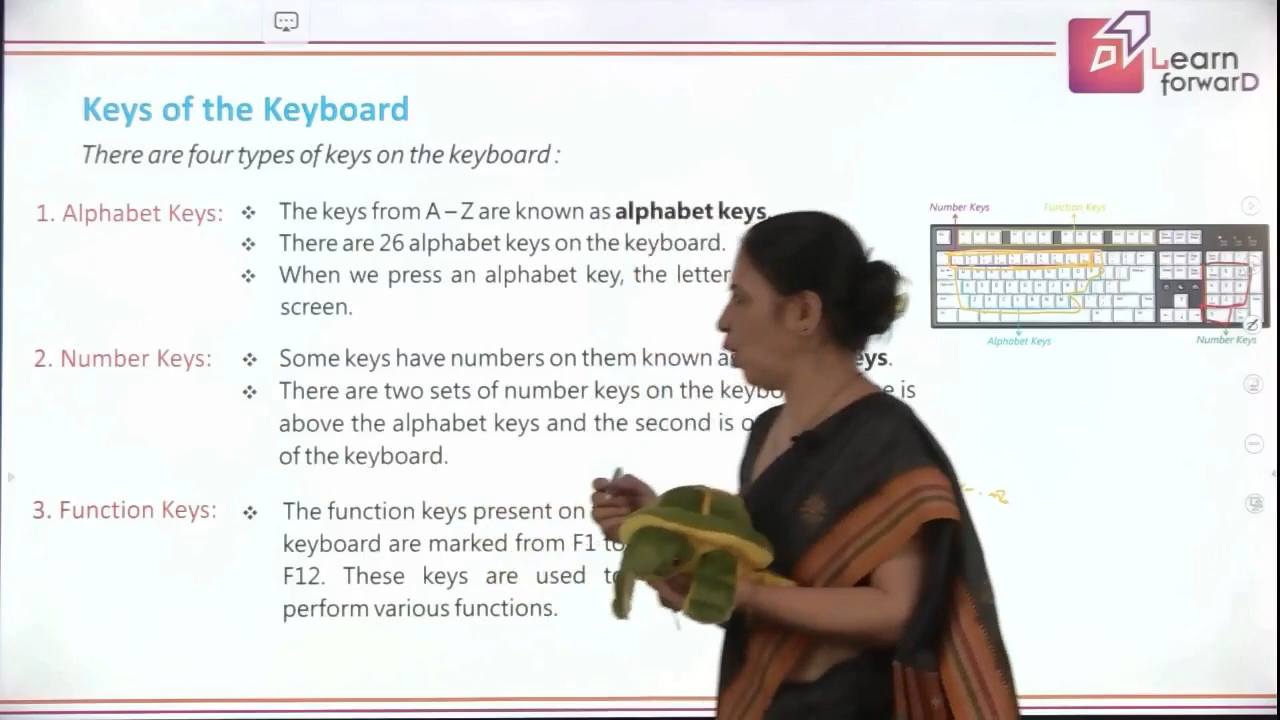 Learn
forwarD
Keys of the Keyboard
There are four types of keys on the keyboard :
1. Alphabet Keys: ❖ The keys from A – Z are known as alphabet keys.
❖ There are 26 alphabet keys on the keyboard.
❖ When we press an alphabet key, the letter
screen.
2. Number Keys: ❖ Some keys have numbers on them known
❖ There are two sets of number keys on the is
above the alphabet keys and the second is
of the keyboard.
3. Function Keys: ❖ The function keys present on
keyboard are marked from F1 to
F12. These keys are used to
perform various functions.
Number Keys
Function Keys
Alphabet Keys
Number Keys